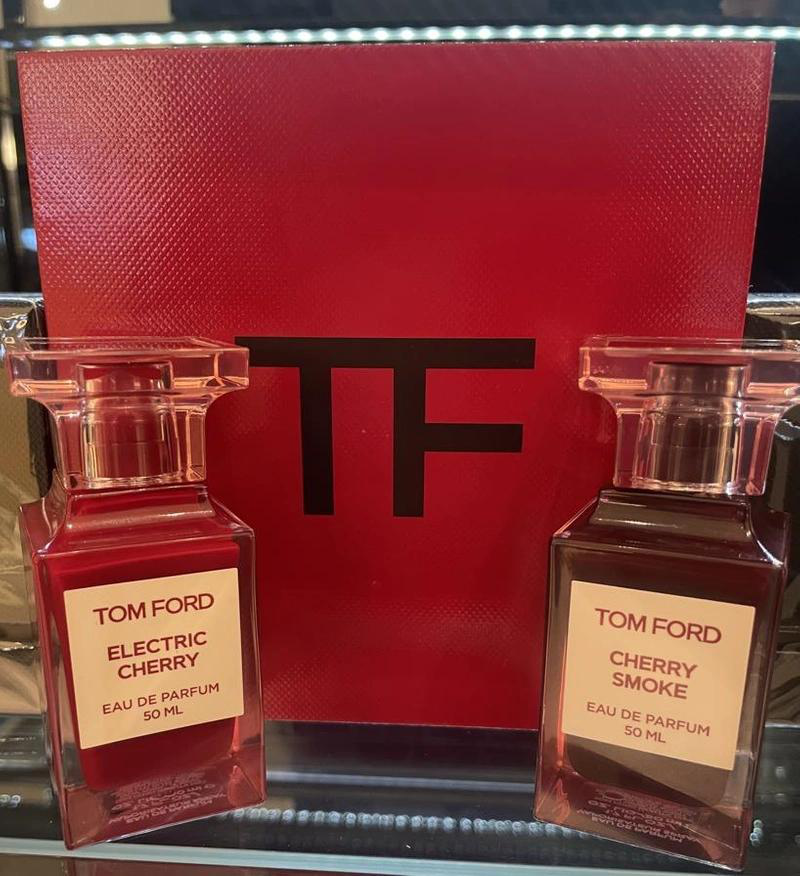 TF
TOM FORD
ELECTRIC
CHERRY
EAU DE PARFUM
50 ML
TOM FORD
CHERRY
SMOKE
EAU DE PARFUM
50 ML